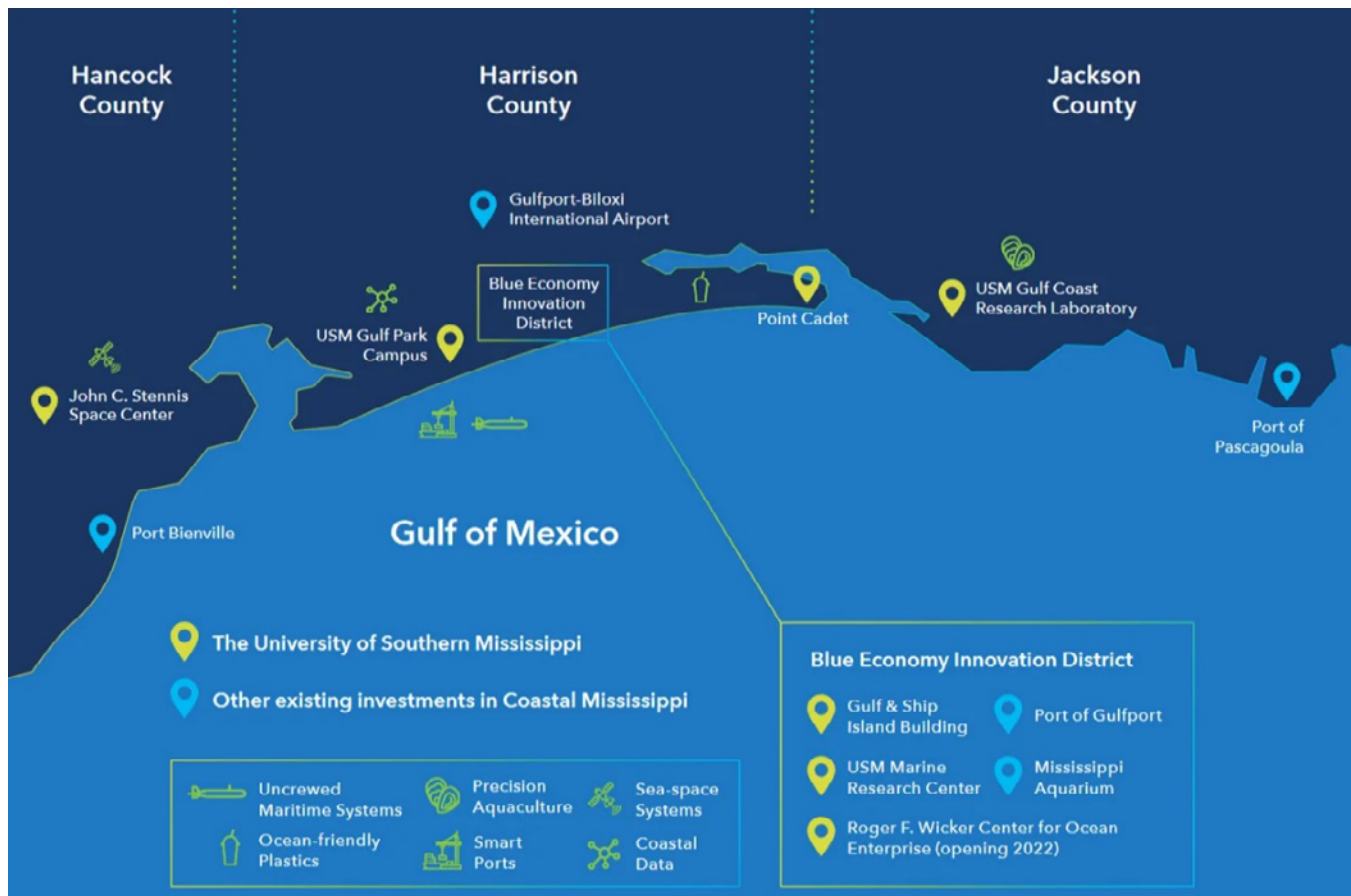 Hancock
County
Harrison
County
Jackson
County
Gulfport-Biloxi
International Airport
Blue Economy
Innovation
District
USM Gulf Park
Campus
Point Cadet
USM Gulf Coast
Research Laboratory
John C. Stennis
Space Center
Port of
Pascagoula
Port Bienville
Gulf of Mexico
The University of Southern Mississippi
Other existing investments in Coastal Mississippi
Uncrewed
Maritime Systems
Precision
Aquaculture
Sea-space
Systems
Ocean-friendly
Plastics
Smart
Ports
Coastal
Data
Blue Economy Innovation District
Gulf & Ship
Island Building
Port of Gulfport
USM Marine
Research Center
Mississippi
Aquarium
Roger F. Wicker Center for Ocean
Enterprise (opening 2022)